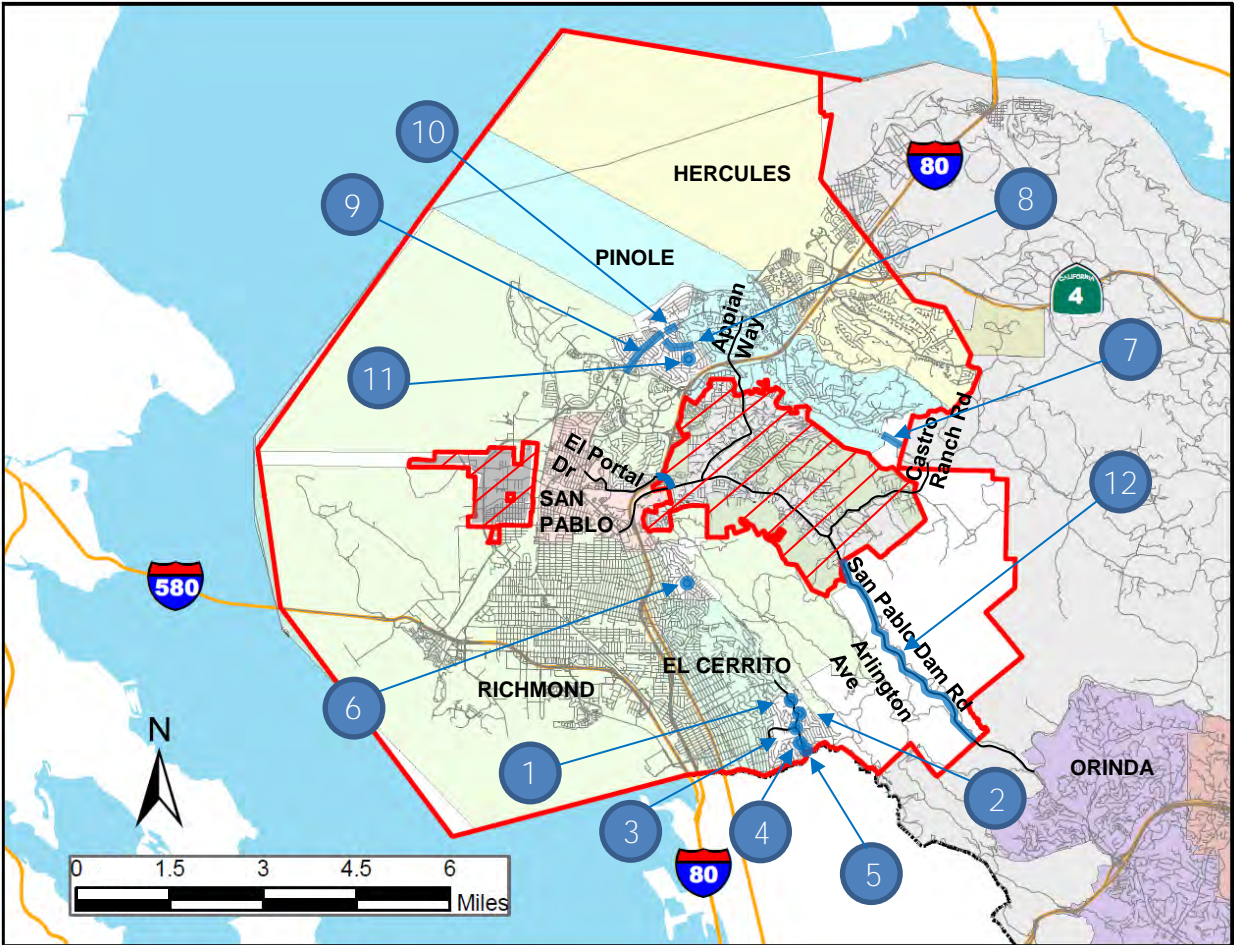 10
HERCULES
80
8
9
PINOLE
CALIFORNIA
4
Appian
Way
7
11
Castro
Ranch Rd
El Portal
Dr
12
SAN
PABLO
580
San Pablo Dam Rd
Arlington
Ave
EL CERRITO
RICHMOND
6
N
1
2
ORINDA
3
4
5
80
0 1.5 3 4.5 6
Miles